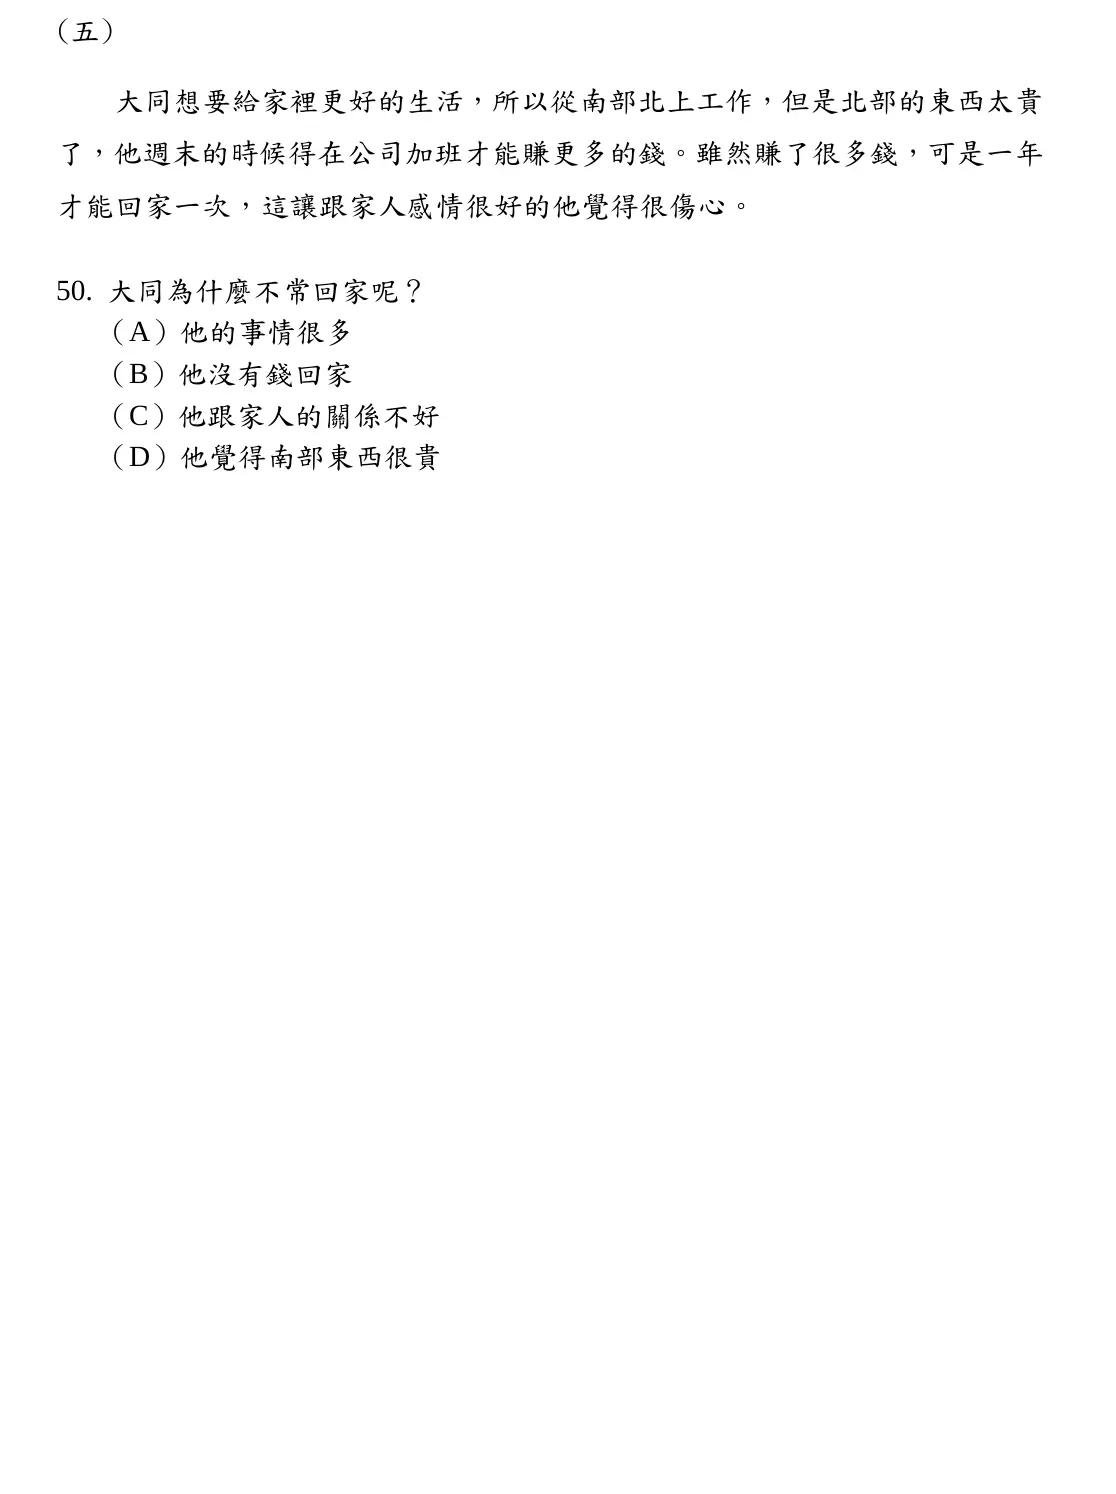 （五）
大同想要給家裡更好的生活，所以從南部北上工作，但是北部的東西太貴
了，他週末的時候得在公司加班才能賺更多的錢。雖然賺了很多錢，可是一年
才能回家一次，這讓跟家人感情很好的他覺得很傷心。
50. 大同為什麼不常回家呢？
（A）他的事情很多
（B）他沒有錢回家
（C）他跟家人的關係不好
（D）他覺得南部東西很貴